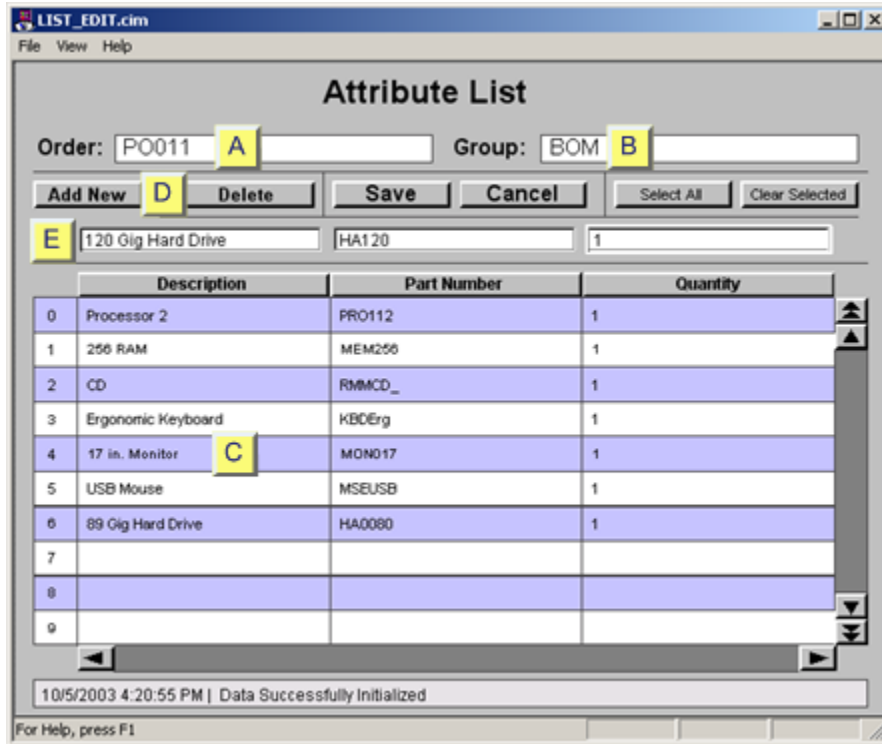 LIST_EDIT.cim
File View Help
Attribute List
Order: PO011 A Group: BOM B
Add New D Delete Save Cancel Select All Clear Selected
E 120 Gig Hard Drive HA120 1
Description Part Number Quantity
0 Processor 2 PRO112 1
1 256 RAM MEM256 1
2 CD RMMCD_ 1
3 Ergonomic Keyboard KBDErg 1
4 17 in. Monitor C MON017 1
5 USB Mouse MSEUSB 1
6 89 Gig Hard Drive HA0080 1
7
8
9
10/5/2003 4:20:55 PM | Data Successfully Initialized
For Help, press F1